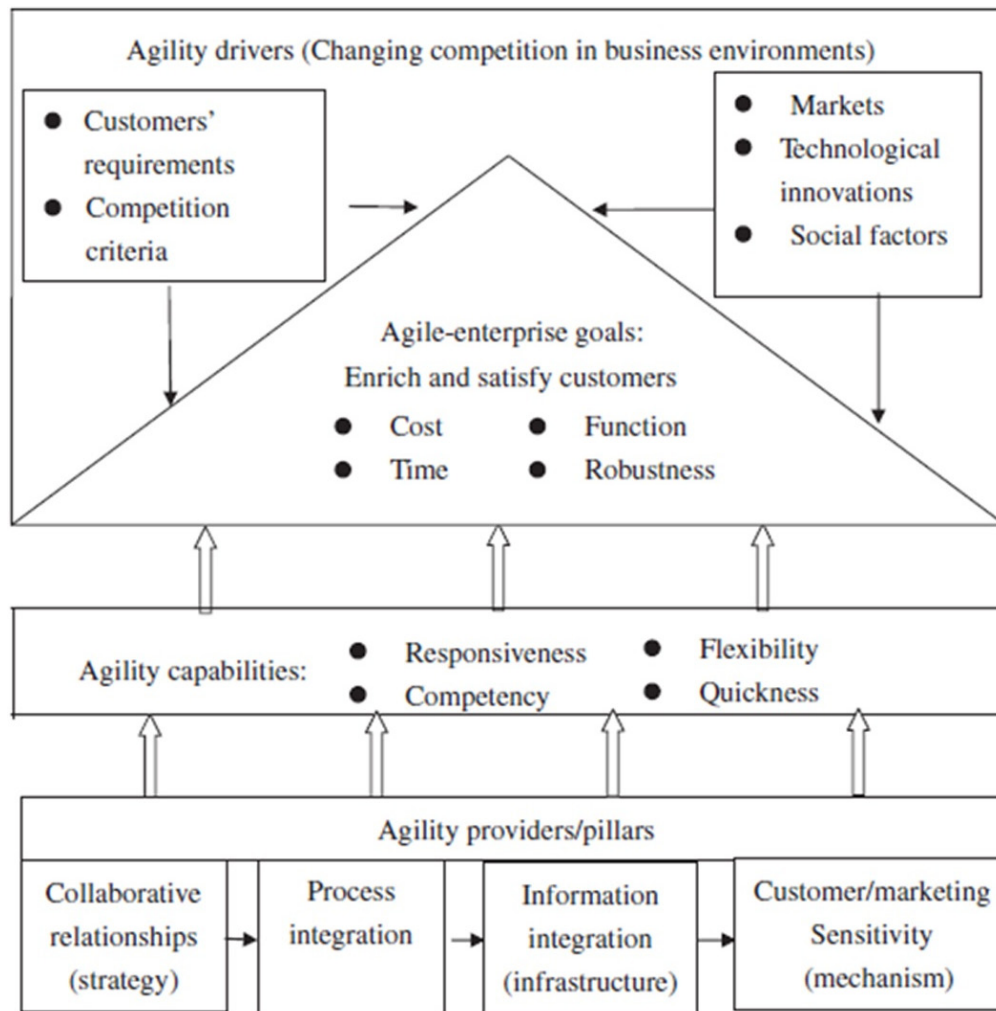 Agility drivers (Changing competition in business environments)
● Customers’
requirements
● Competition
criteria
● Markets
● Technological
innovations
● Social factors
Agile-enterprise goals:
Enrich and satisfy customers
● Cost
● Function
● Time
● Robustness
Agility capabilities:
● Responsiveness
● Flexibility
● Competency
● Quickness
Agility providers/pillars
Collaborative
relationships
(strategy)
Process
integration
Information
integration
(infrastructure)
Customer/marketing
Sensitivity
(mechanism)